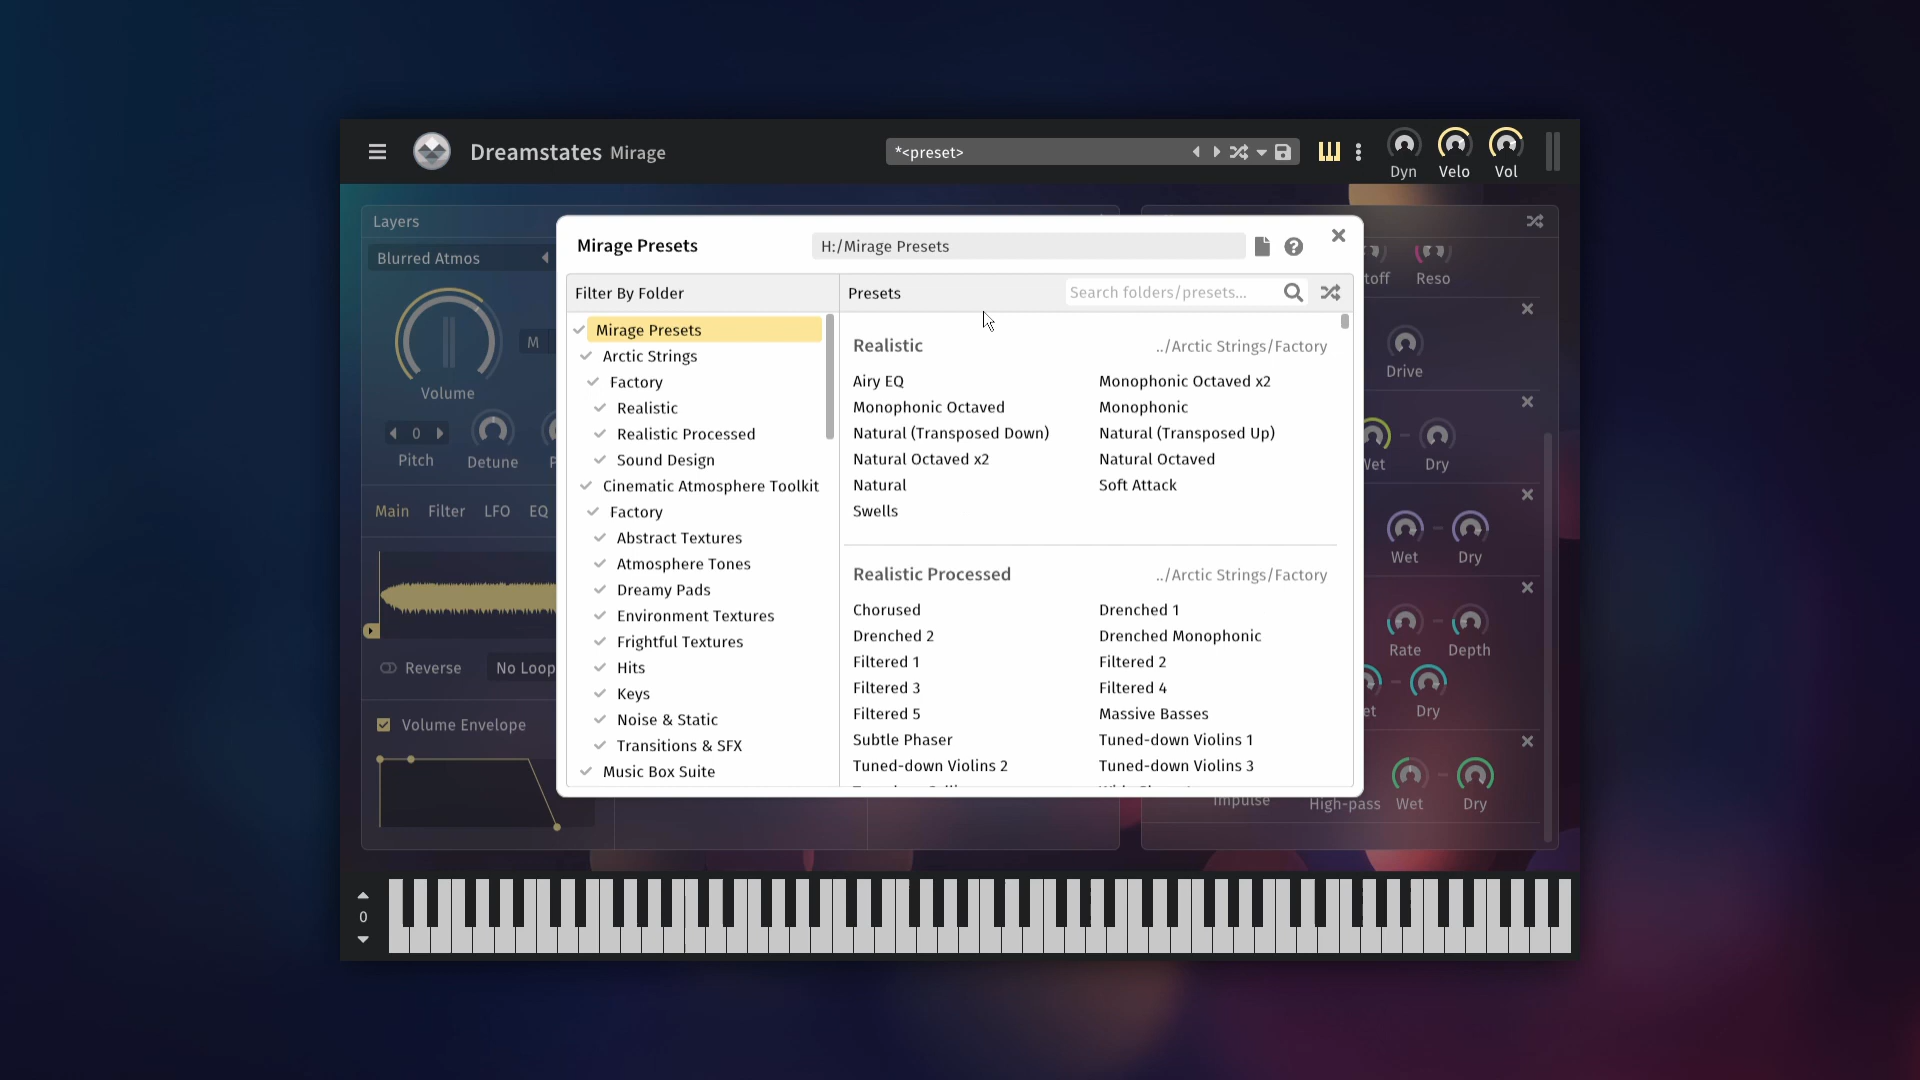 Dreamstates Mirage
*<preset>
Dyn
Velo
Vol
Layers
Blurred Atmos
M
Volume
0
Pitch
Detune
Main
Filter
LFO
EQ
Reverse
No Loop
Volume Envelope
Mirage Presets
H:/Mirage Presets
Filter By Folder
Mirage Presets
Arctic Strings
Factory
Realistic
Realistic Processed
Sound Design
Cinematic Atmosphere Toolkit
Factory
Abstract Textures
Atmosphere Tones
Dreamy Pads
Environment Textures
Frightful Textures
Hits
Keys
Noise & Static
Transitions & SFX
Music Box Suite
Presets
Search folders/presets...
Realistic
../Arctic Strings/Factory
Airy EQ
Monophonic Octaved x2
Monophonic Octaved
Monophonic
Natural (Transposed Down)
Natural (Transposed Up)
Natural Octaved x2
Natural Octaved
Natural
Soft Attack
Swells
Realistic Processed
../Arctic Strings/Factory
Chorused
Drenched 1
Drenched 2
Drenched Monophonic
Filtered 1
Filtered 2
Filtered 3
Filtered 4
Filtered 5
Massive Basses
Subtle Phaser
Tuned-down Violins 1
Tuned-down Violins 2
Tuned-down Violins 3
toff
Reso
Drive
Wet
Dry
Wet
Dry
Rate
Depth
et
Dry
Impulse
High-pass
Wet
Dry
0